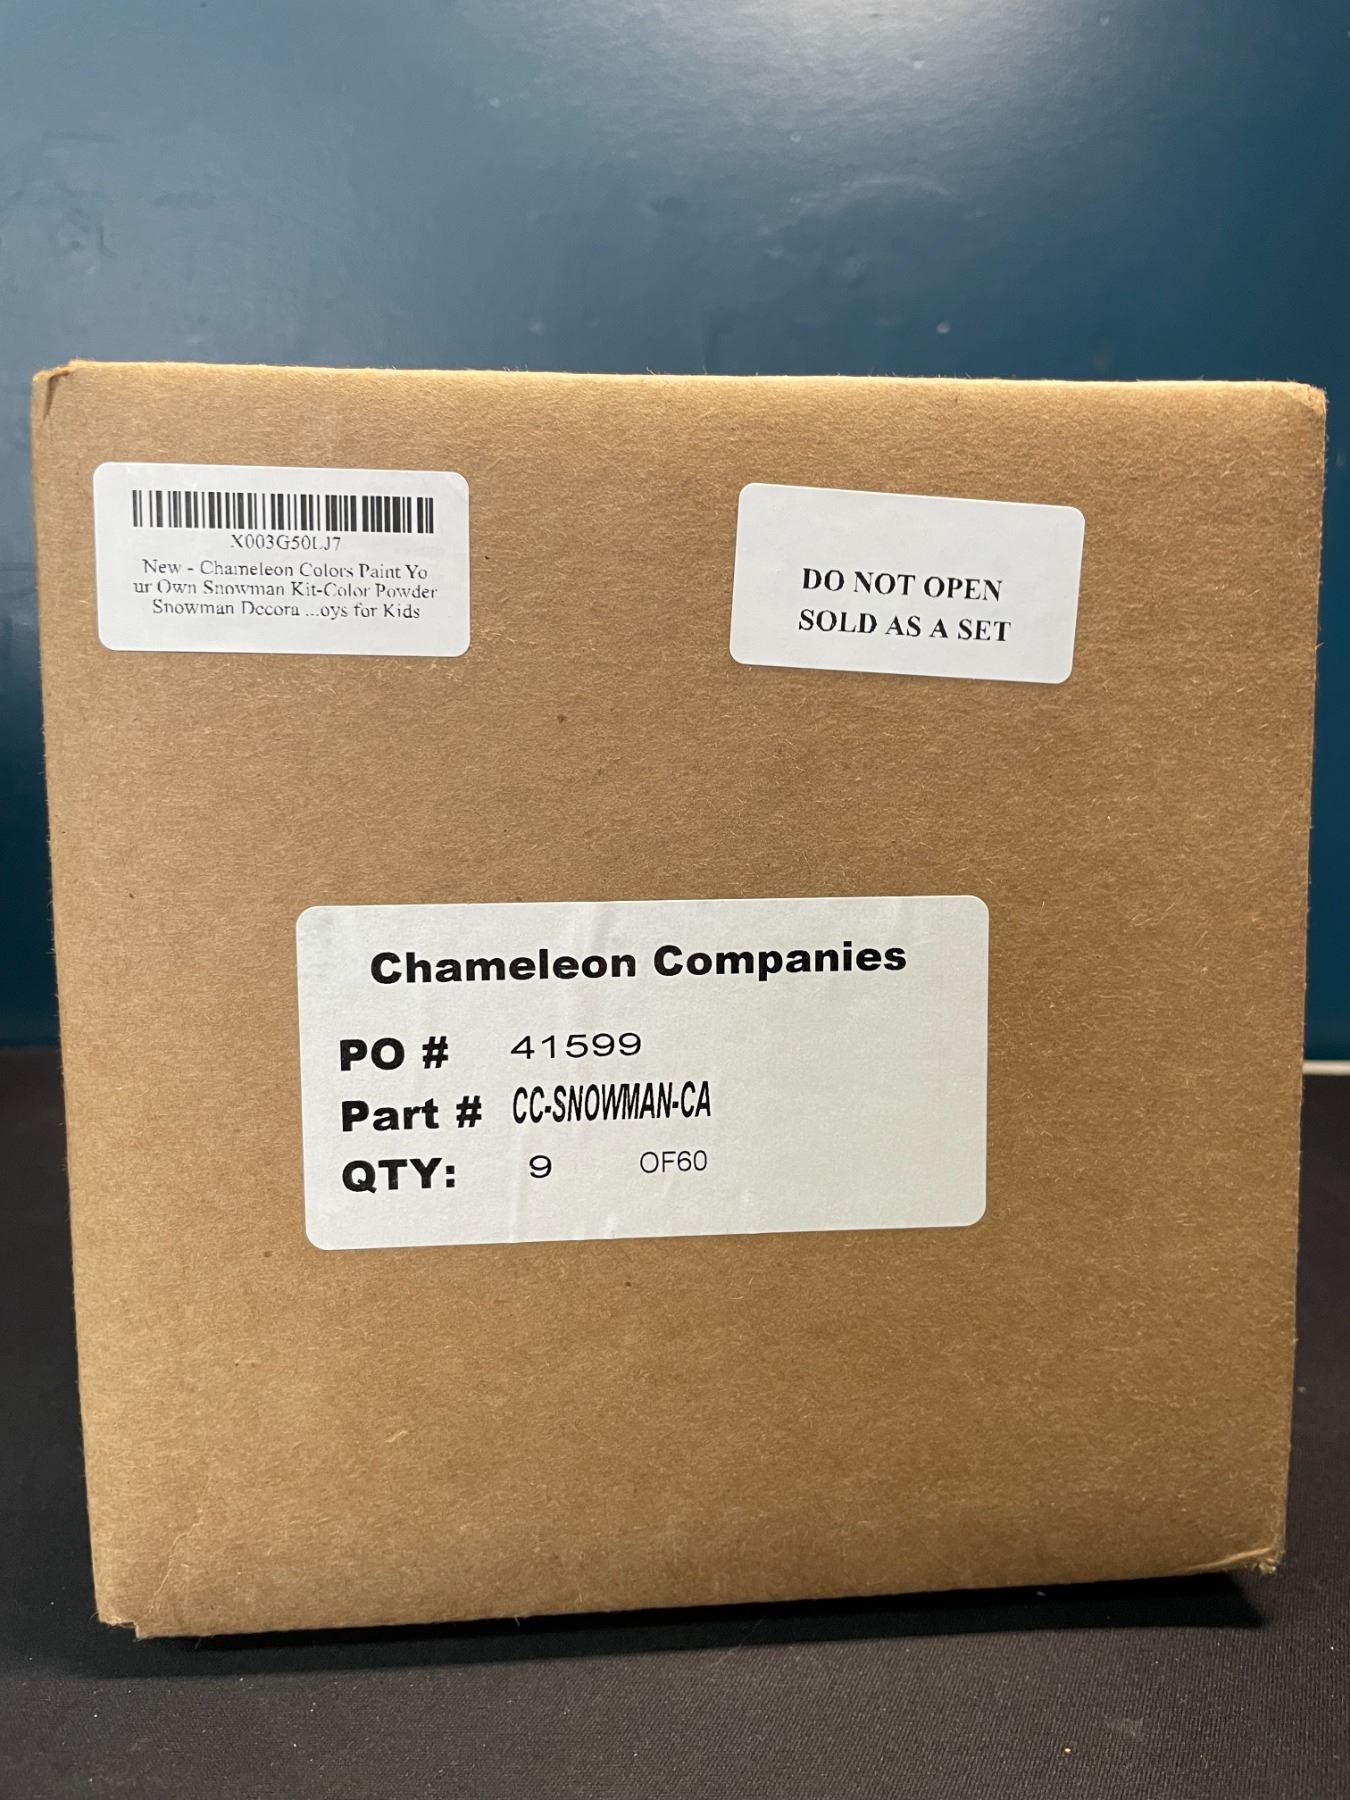 X003G50LJ7
New - Chameleon Colors Paint Yo
ur Own Snowman Kit-Color Powder
Snowman Decora ...oys for Kids
DO NOT OPEN
SOLD AS A SET
Chameleon Companies
PO # 41599
Part # CC-SNOWMAN-CA
QTY: 9 OF60